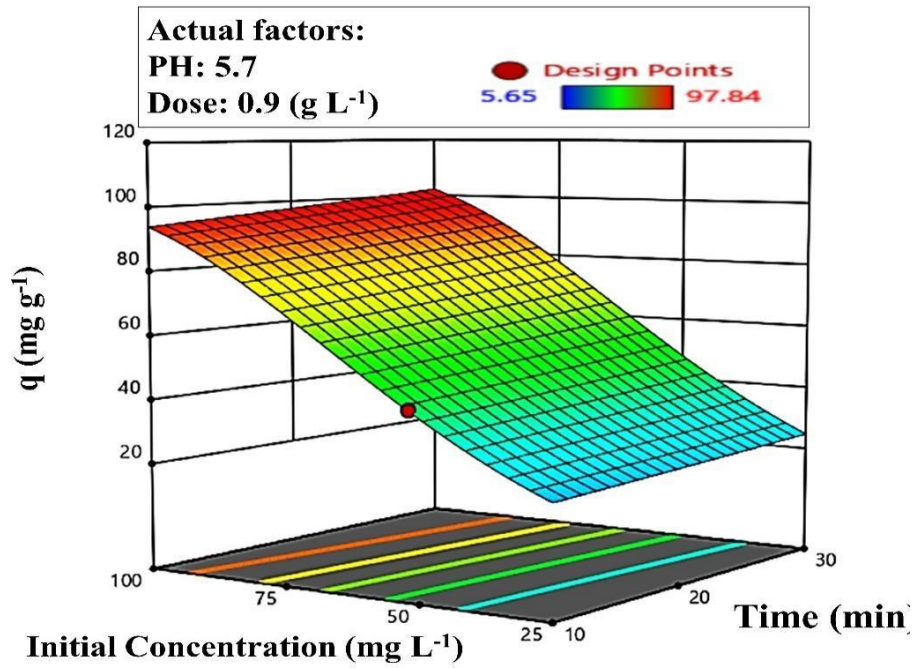 Actual factors:
PH: 5.7
Dose: 0.9 (g L⁻¹)
Design Points
5.65 97.84
120
100
80
60
40
20
q (mg g⁻¹)
100
75
50
25
10
20
30
Initial Concentration (mg L⁻¹)
Time (min)